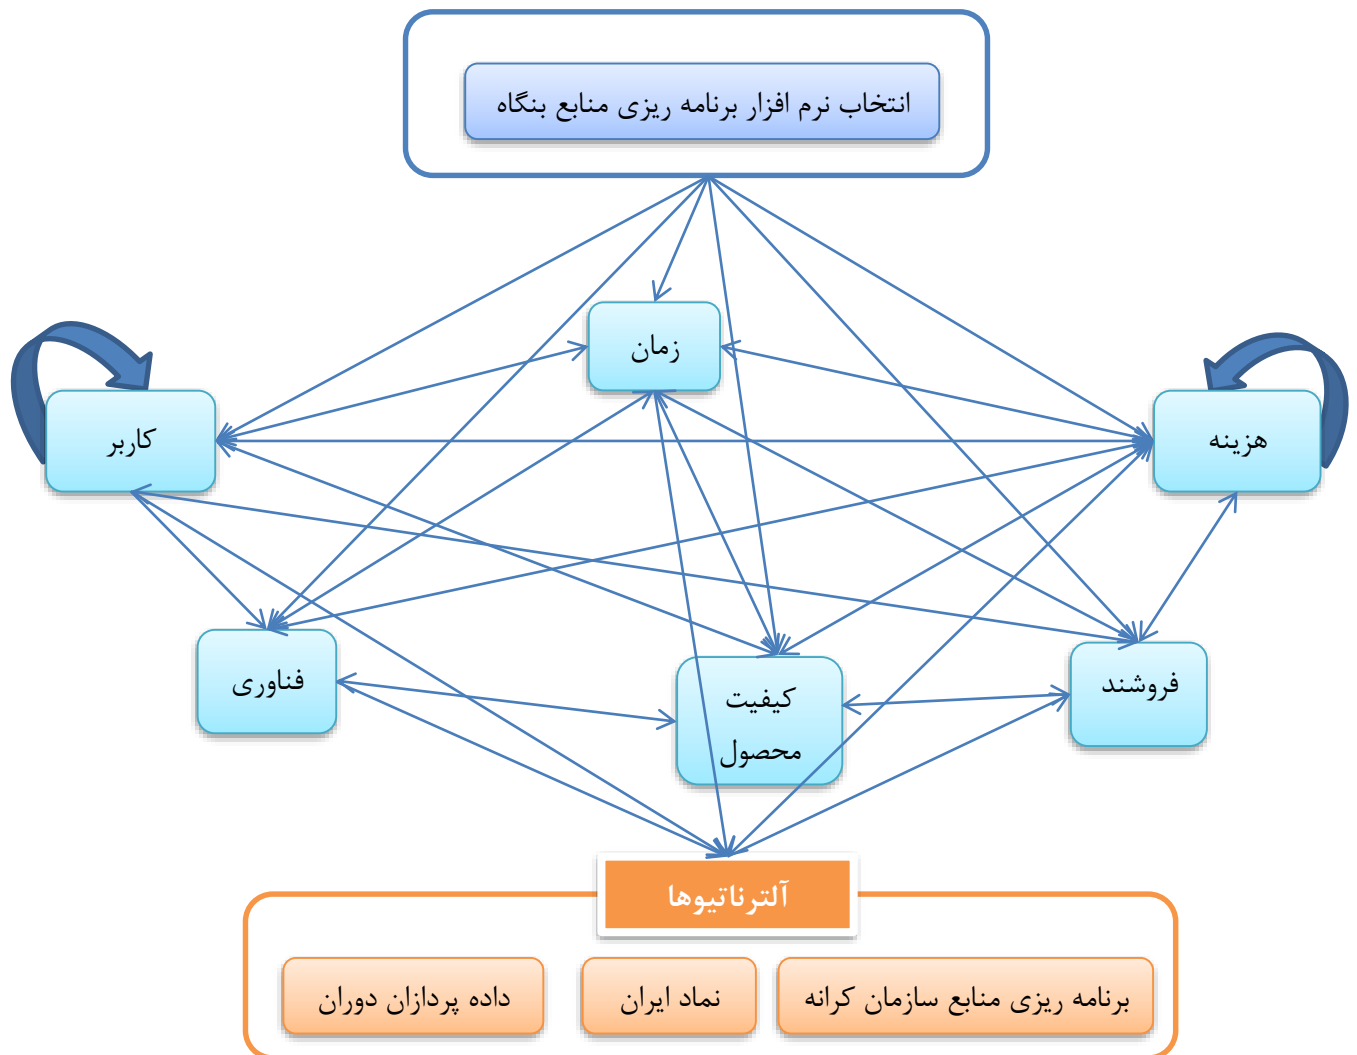 انتخاب نرم افزار برنامه ریزی منابع بنگاه
زمان
هزینه
کاربر
فروشند
کیفیت
محصول
فناوری
آلترناتیوها
برنامه ریزی منابع سازمان کرانه
نماد ایران
داده پردازان دوران